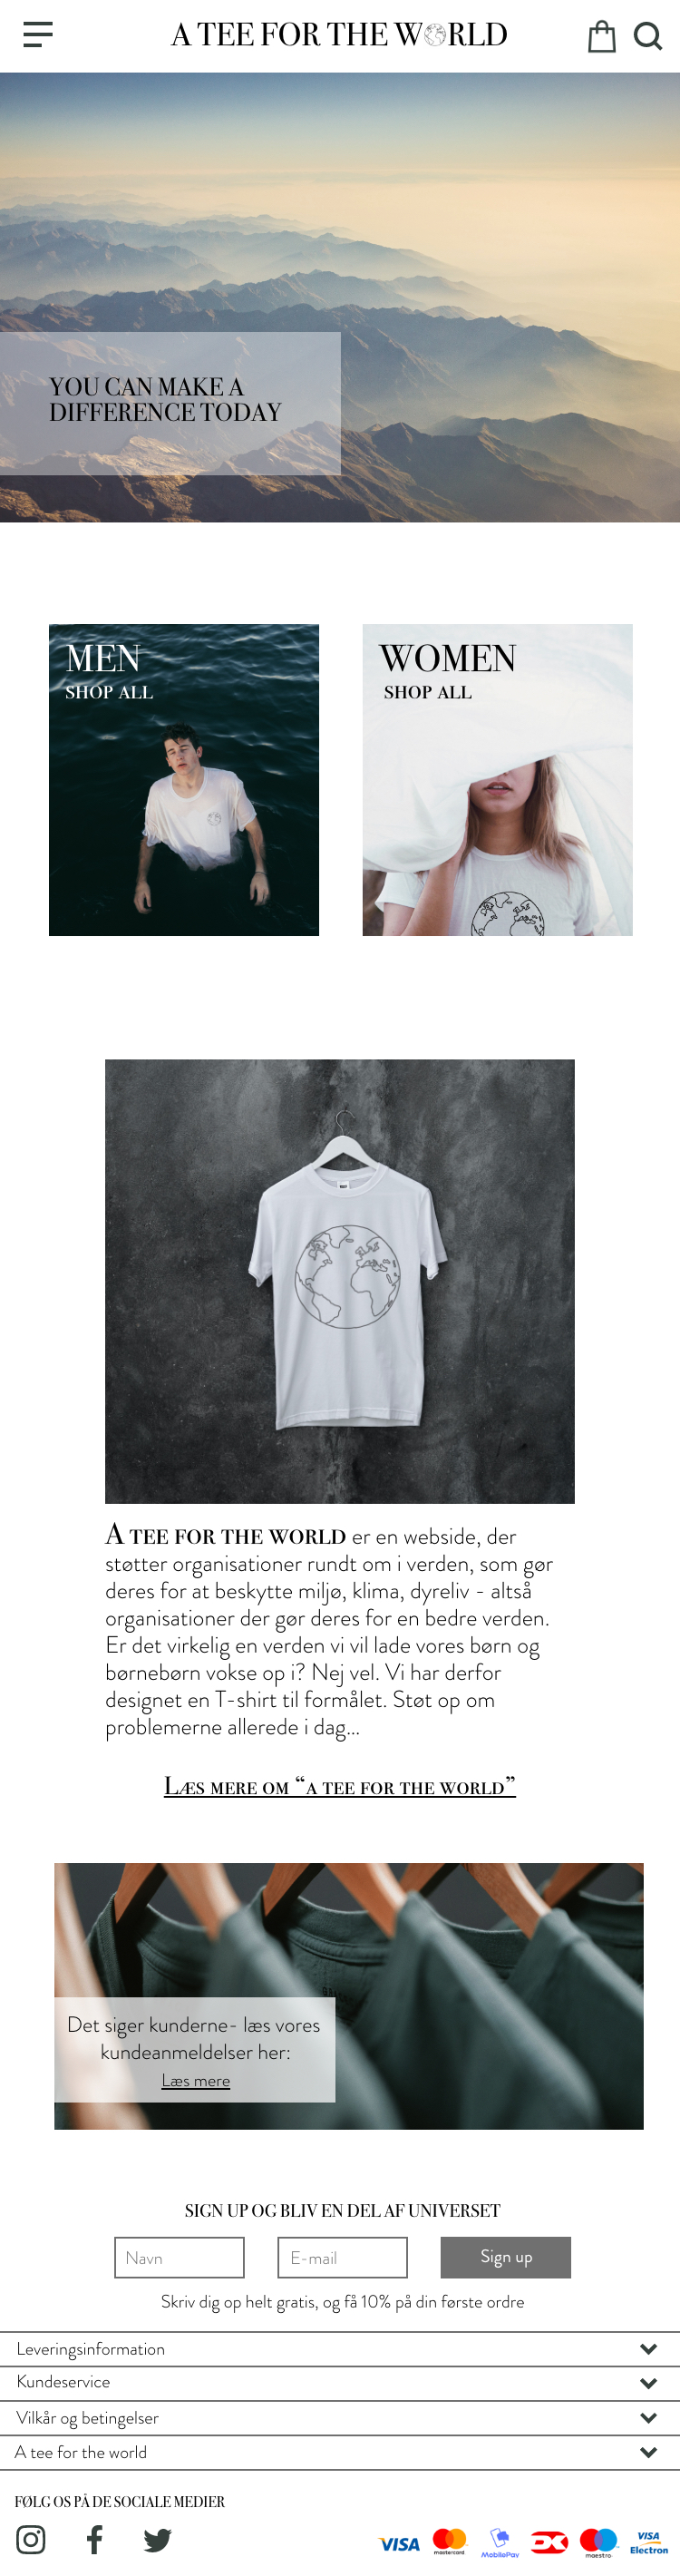 A TEE FOR THE WORLD
YOU CAN MAKE A
DIFFERENCE TODAY
MEN
SHOP ALL
WOMEN
SHOP ALL
A TEE FOR THE WORLD er en webside, der
støtter organisationer rundt om i verden, som gør
deres for at beskytte miljø, klima, dyreliv - altså
organisationer der gør deres for en bedre verden.
Er det virkelig en verden vi vil lade vores børn og
børnebørn vokse op i? Nej vel. Vi har derfor
designet en T-shirt til formålet. Støt op om
problemerne allerede i dag...
LÆS MERE OM “A TEE FOR THE WORLD”
Det siger kunderne- læs vores
kundeanmeldelser her:
Læs mere
SIGN UP OG BLIV EN DEL AF UNIVERSET
Navn
E-mail
Sign up
Skriv dig op helt gratis, og få 10% på din første ordre
Leveringsinformation
Kundeservice
Vilkår og betingelser
A tee for the world
FØLG OS PÅ DE SOCIALE MEDIER
VISA
mastercard
MobilePay
maestro
VISA
Electron